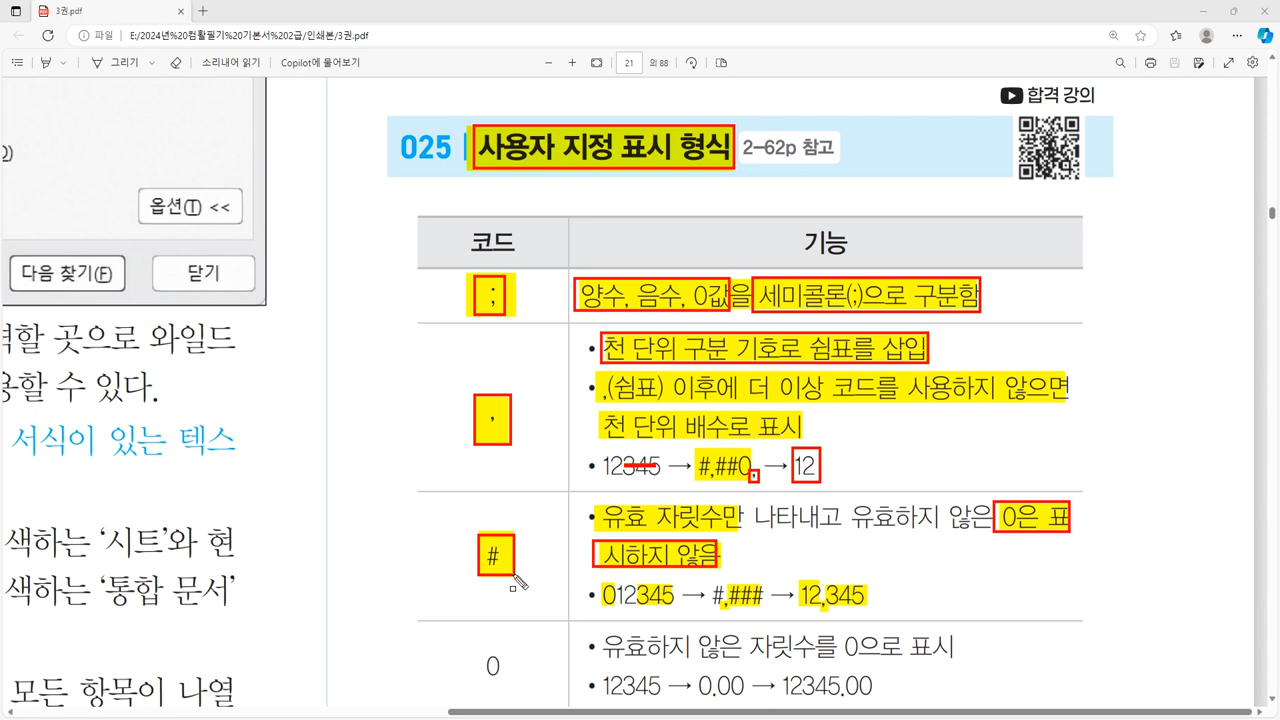 3권.pdf
파일
E:/2024년%20컴활필기%20기본서%202급/인쇄본/3권.pdf
그리기
소리내어 읽기
Copilot에 물어보기
21
의 88
합격 강의
025 사용자 지정 표시 형식 2-62p 참고
옵션(T) <<
다음 찾기(F)
닫기
력할 곳으로 와일드
용할 수 있다.
서식이 있는 텍스
색하는 ‘시트’와 현
색하는 ‘통합 문서’
모든 항목이 나열
코드
기능
;
양수, 음수, 0값을 세미콜론(;)으로 구분함
,
• 천 단위 구분 기호로 쉼표를 삽입
• ,(쉼표) 이후에 더 이상 코드를 사용하지 않으면
천 단위 배수로 표시
• 12345 → #,##0, → 12
#
• 유효 자릿수만 나타내고 유효하지 않은 0은 표
시하지 않음
• 012345 → #,### → 12,345
0
• 유효하지 않은 자릿수를 0으로 표시
• 12345 → 0.00 → 12345.00